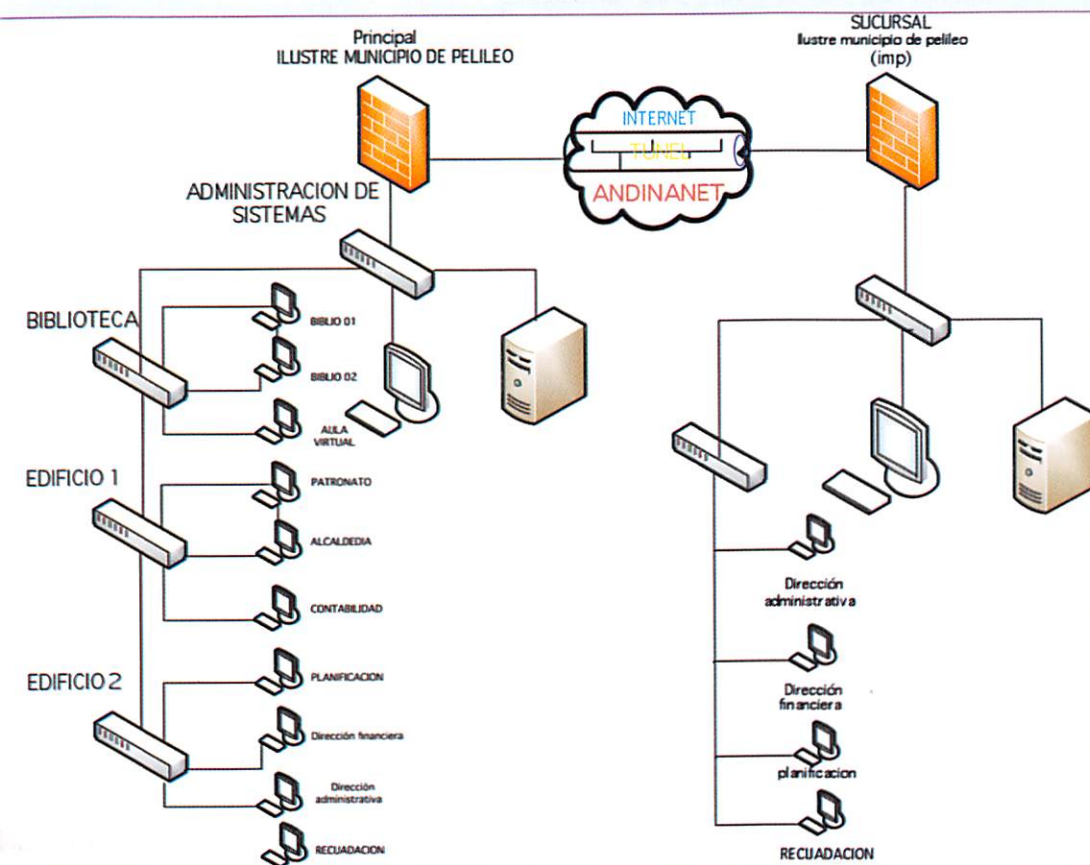 Principal
ILUSTRE MUNICIPIO DE PELILEO
SUCURSAL
Ilustre municipio de pelileo
(imp)
INTERNET
TUNEL
ANDINANET
ADMINISTRACION DE
SISTEMAS
BIBLIOTECA
BIBLIO 01
BIBLIO 02
AULA
VIRTUAL
EDIFICIO 1
PATRONATO
ALCALDEDIA
CONTABILIDAD
EDIFICIO 2
PLANIFICACION
Dirección financiera
Dirección
administrativa
RECUADACION
Dirección
administrativa
Dirección
financiera
planificacion
RECUADACION